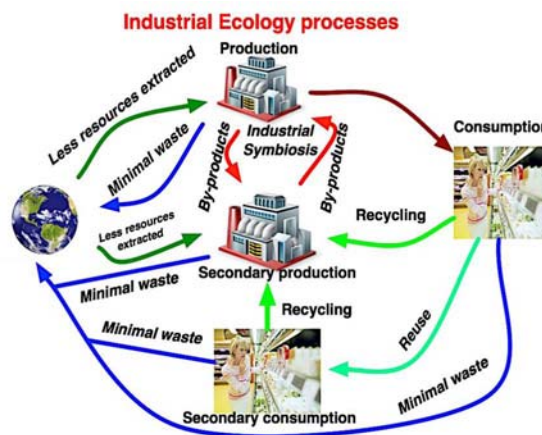 Industrial Ecology processes
Production
Less resources extracted
Minimal waste
By-products
Industrial
Symbiosis
By-products
Consumption
Less resources
extracted
Recycling
Secondary production
Minimal waste
Recycling
Minimal waste
Reuse
Minimal waste
Secondary consumption